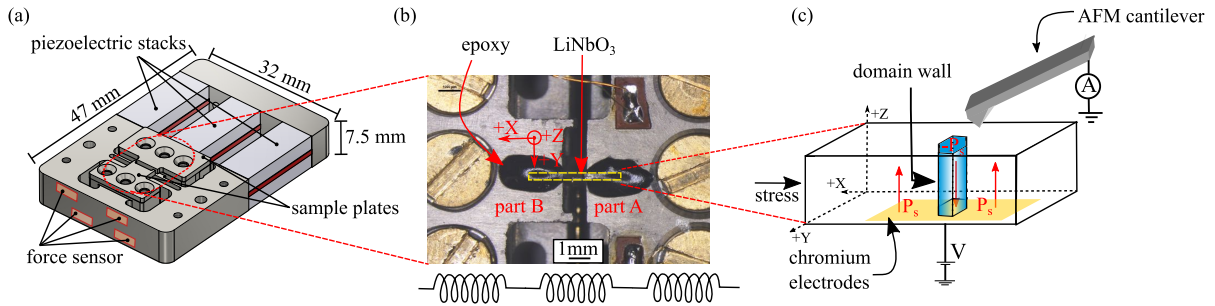 (a)
piezoelectric stacks
47 mm
32 mm
7.5 mm
sample plates
force sensor
(b)
epoxy
LiNbO₃
+X
+Z
+Y
part B
part A
1mm
(c)
AFM cantilever
A
domain wall
+Z
-Pₛ
+X
stress
Pₛ
Pₛ
+Y
V
chromium
electrodes